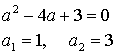 a² − 4a + 3 = 0
a₁ = 1, a₂ = 3